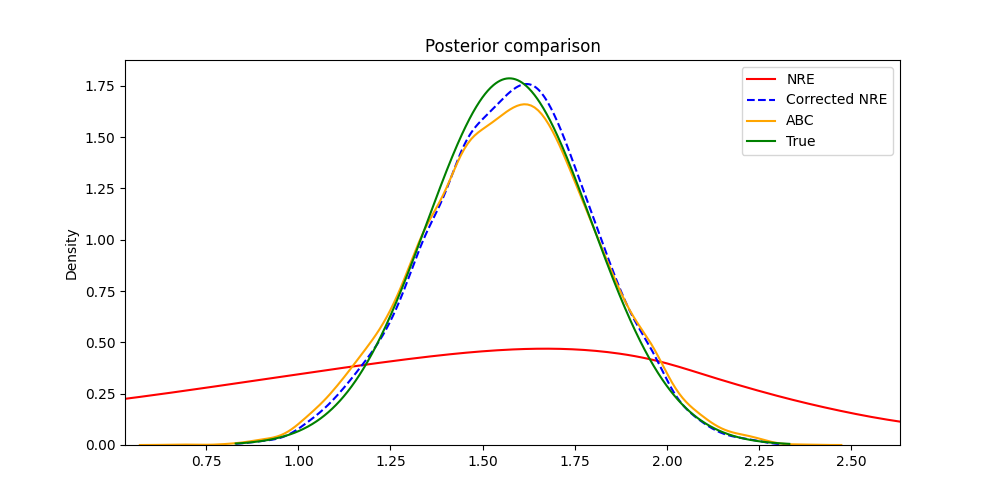 Posterior comparison
NRE
Corrected NRE
ABC
True
Density
1.75
1.50
1.25
1.00
0.75
0.50
0.25
0.00
0.75 1.00 1.25 1.50 1.75 2.00 2.25 2.50